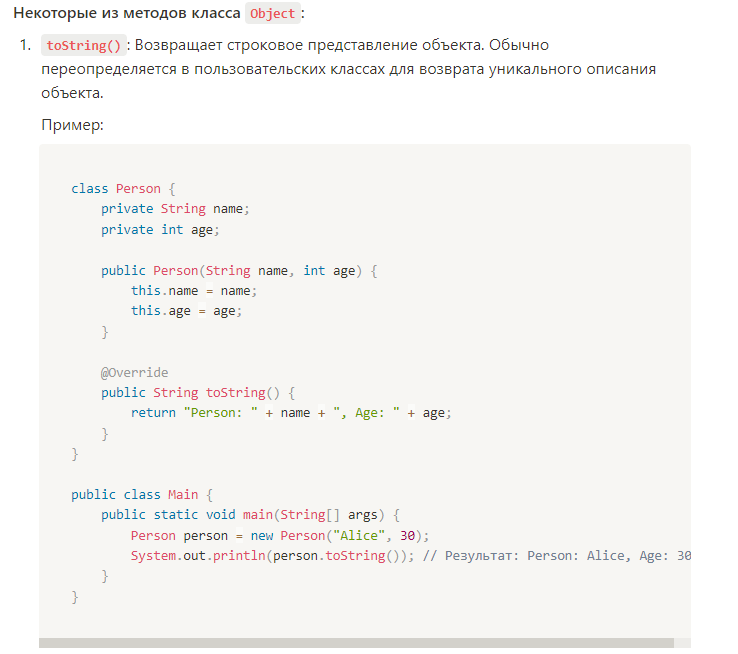 Некоторые из методов класса Object:
1. toString(): Возвращает строковое представление объекта. Обычно
переопределяется в пользовательских классах для возврата уникального описания
объекта.
Пример:
class Person {
    private String name;
    private int age;

    public Person(String name, int age) {
        this.name = name;
        this.age = age;
    }

    @Override
    public String toString() {
        return "Person: " + name + ", Age: " + age;
    }
}

public class Main {
    public static void main(String[] args) {
        Person person = new Person("Alice", 30);
        System.out.println(person.toString()); // Результат: Person: Alice, Age: 30
    }
}